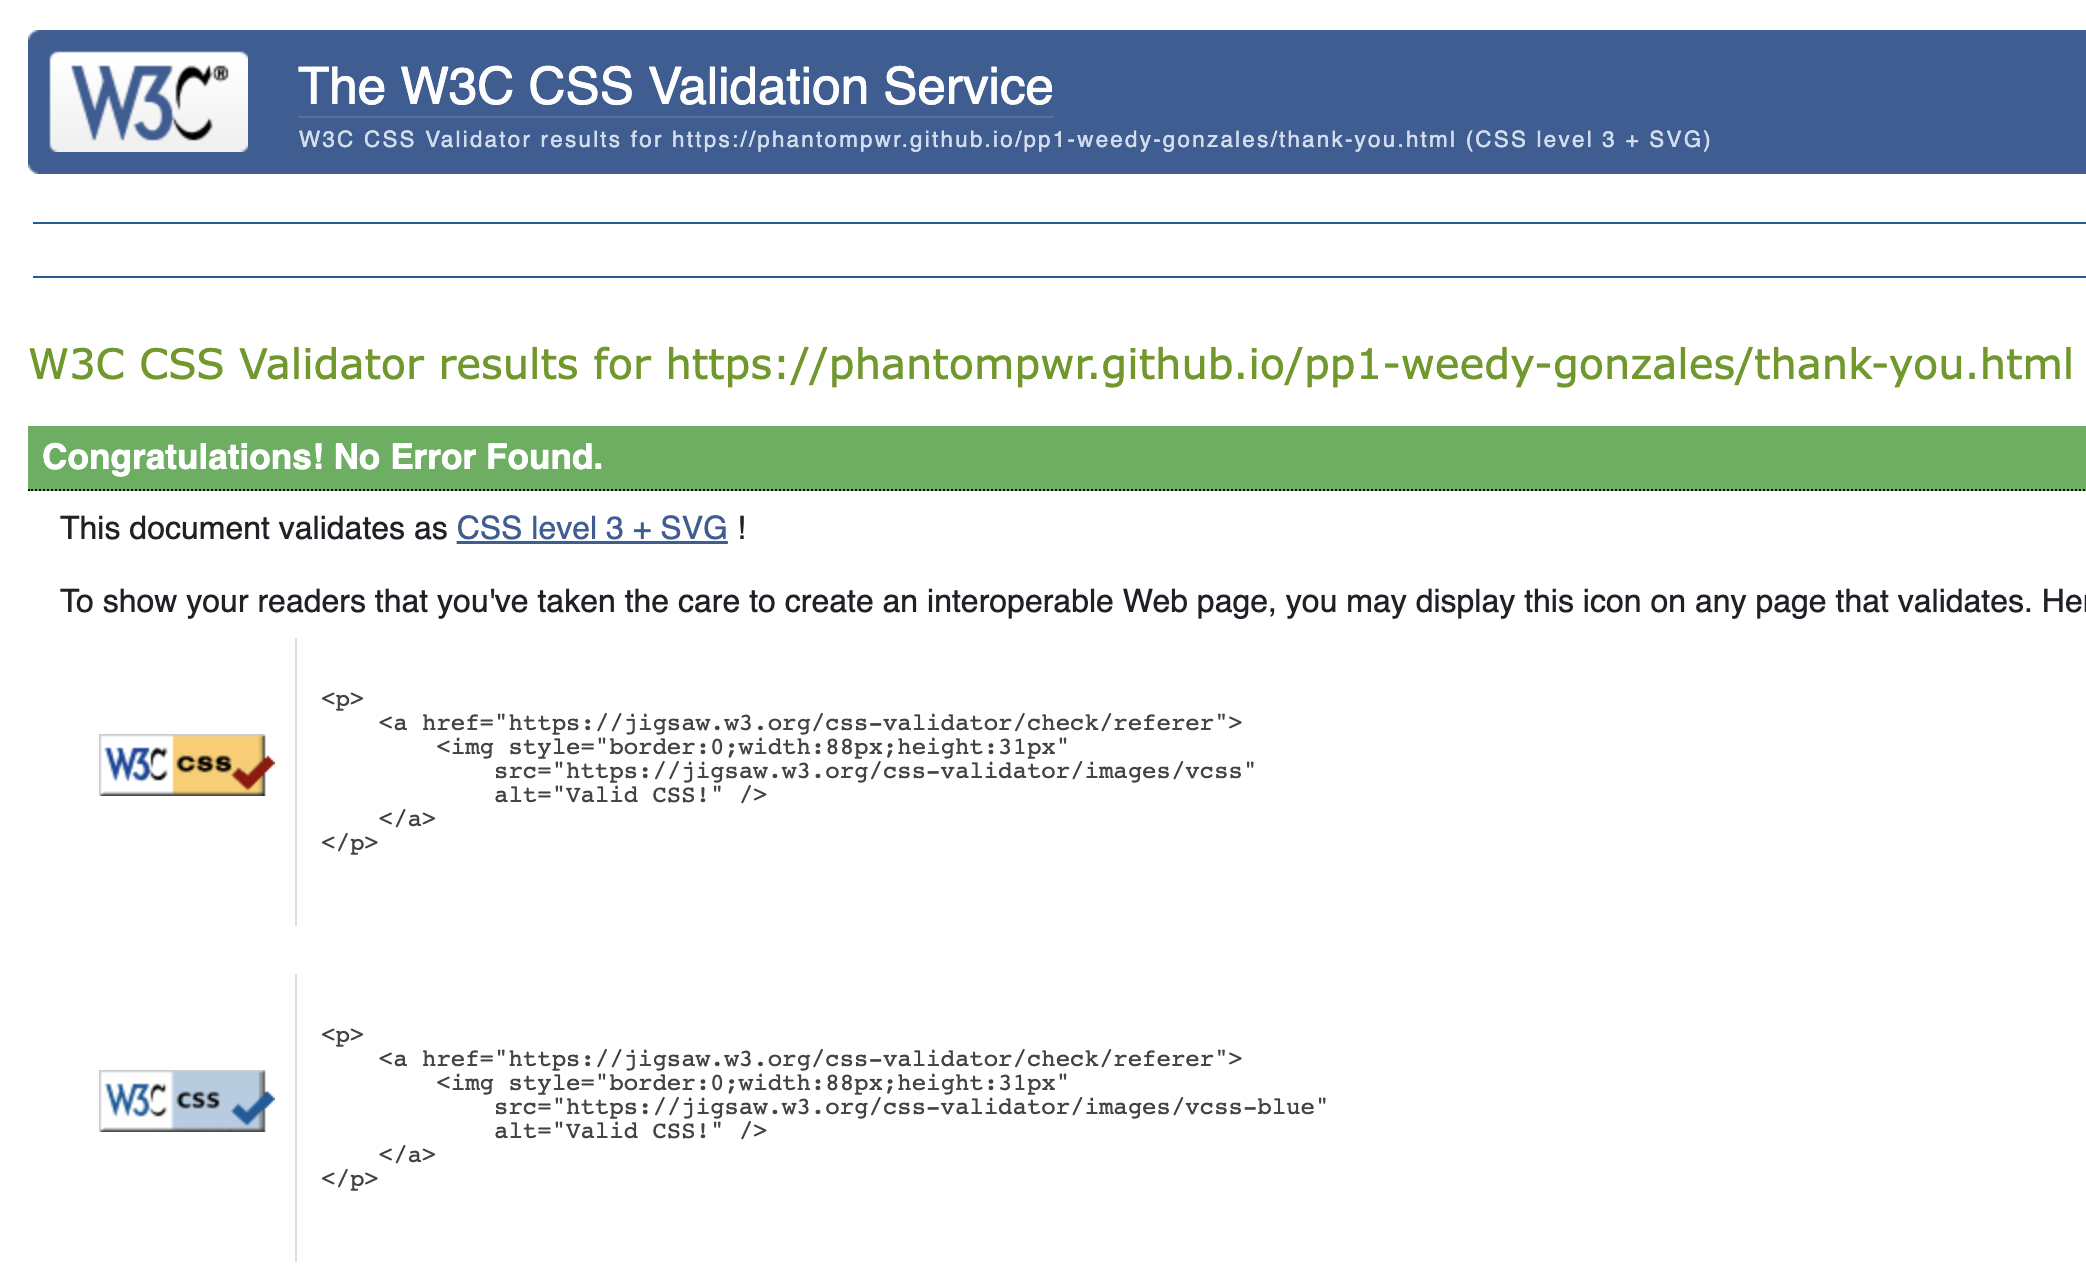 W3C®
The W3C CSS Validation Service
W3C CSS Validator results for https://phantompwr.github.io/pp1-weedy-gonzales/thank-you.html (CSS level 3 + SVG)
W3C CSS Validator results for https://phantompwr.github.io/pp1-weedy-gonzales/thank-you.html
Congratulations! No Error Found.
This document validates as CSS level 3 + SVG !
To show your readers that you've taken the care to create an interoperable Web page, you may display this icon on any page that validates.
<p>
<a href="https://jigsaw.w3.org/css-validator/check/referer">
<img style="border:0;width:88px;height:31px"
W3C css
src="https://jigsaw.w3.org/css-validator/images/vcss"
alt="Valid CSS!" />
</a>
</p>
<p>
<a href="https://jigsaw.w3.org/css-validator/check/referer">
<img style="border:0;width:88px;height:31px"
W3C css
src="https://jigsaw.w3.org/css-validator/images/vcss-blue"
alt="Valid CSS!" />
</a>
</p>